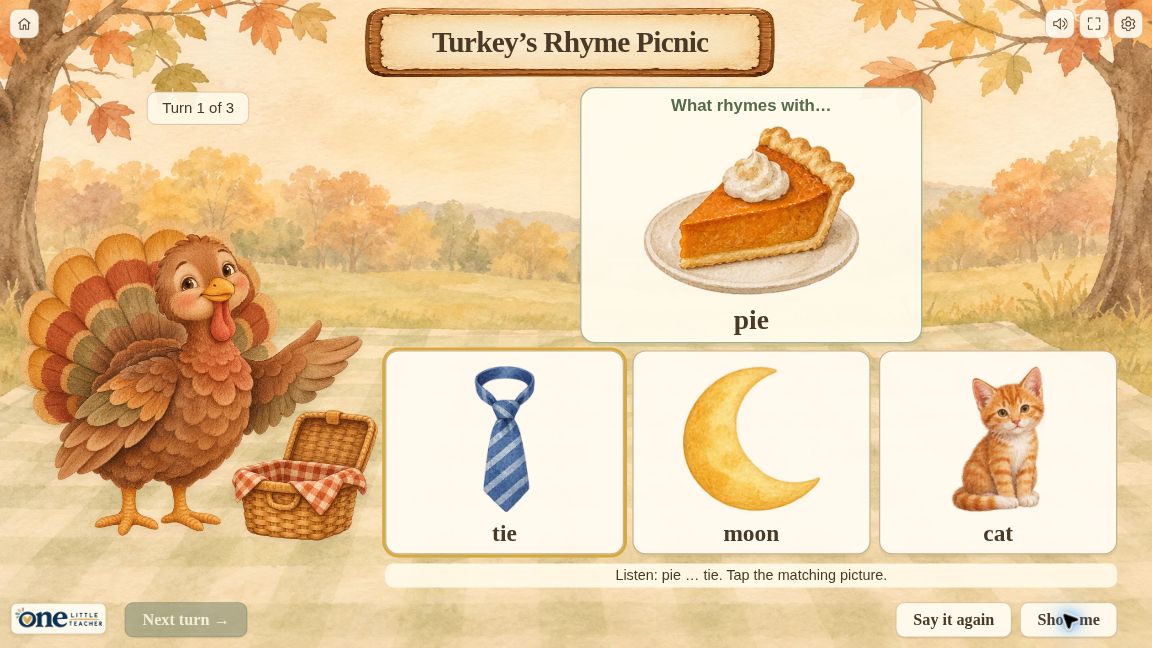 Turkey’s Rhyme Picnic
Turn 1 of 3
What rhymes with…
pie
tie
moon
cat
Listen: pie … tie. Tap the matching picture.
one LITTLE TEACHER
Next turn →
Say it again
Show me